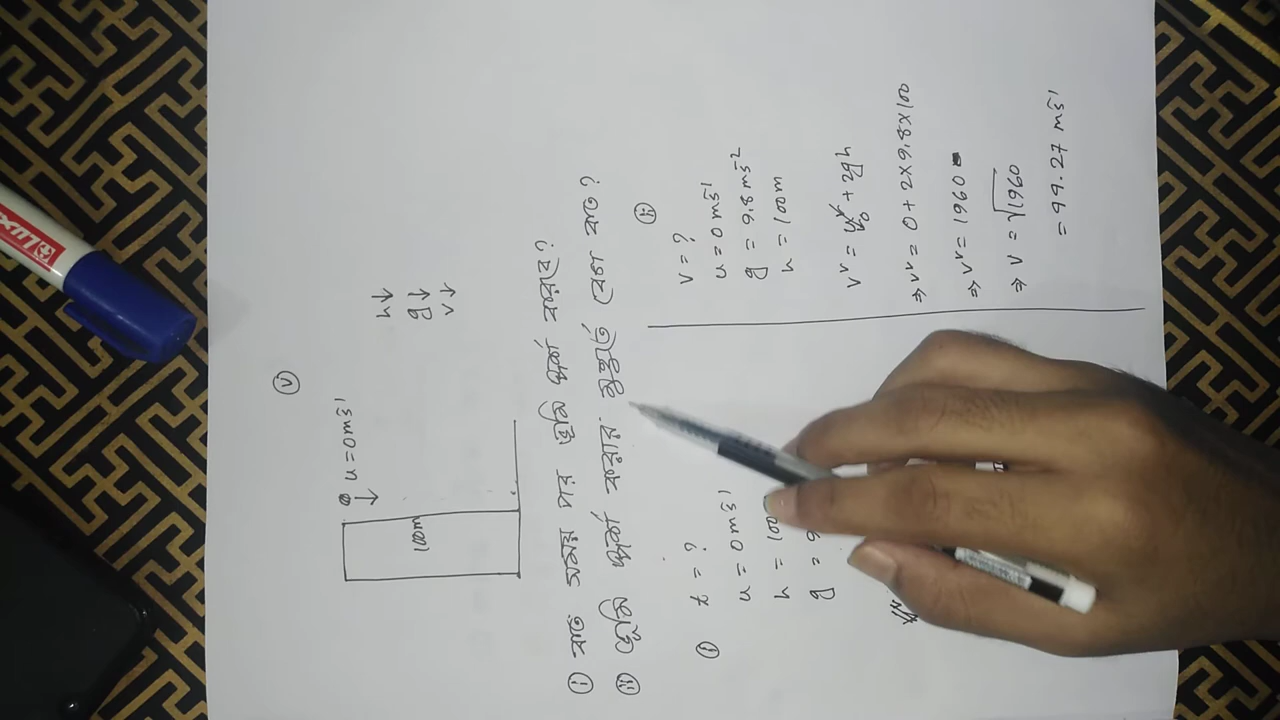 u = 0 ms⁻¹
↓h
↓g
↓v
100m
ⓘ কত সময় পর ভূমি স্পর্শ করবে?
ⓘⓘ ভূমি স্পর্শ করার মুহূর্তে বেগ কত?
ⓘ
t = ?
u = 0 ms⁻¹
h =
g =
ⓘⓘ
v = ?
u = 0 ms⁻¹
g = 9.8 ms⁻²
h = 100m
v² = u² + 2gh
⇒ v² = 0 + 2×9.8×100
⇒ v² = 1960
⇒ v = √1960
= 44.27 ms⁻¹
LUX